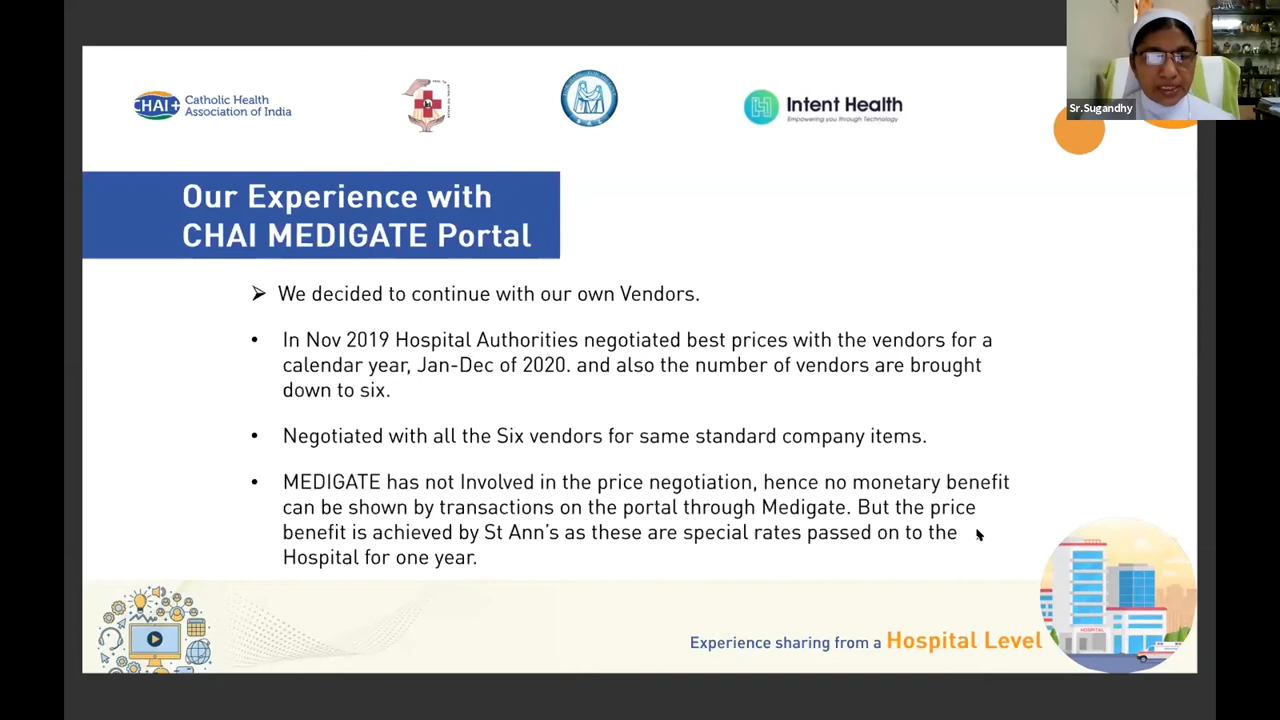 CHAI+ Catholic Health
Association of India
Intent Health
Empowering you through Technology
Sr.Sugandhy
Our Experience with
CHAI MEDIGATE Portal
➢ We decided to continue with our own Vendors.
• In Nov 2019 Hospital Authorities negotiated best prices with the vendors for a
calendar year, Jan-Dec of 2020. and also the number of vendors are brought
down to six.
• Negotiated with all the Six vendors for same standard company items.
• MEDIGATE has not Involved in the price negotiation, hence no monetary benefit
can be shown by transactions on the portal through Medigate. But the price
benefit is achieved by St Ann's as these are special rates passed on to the
Hospital for one year.
Experience sharing from a Hospital Level
HOSPITAL